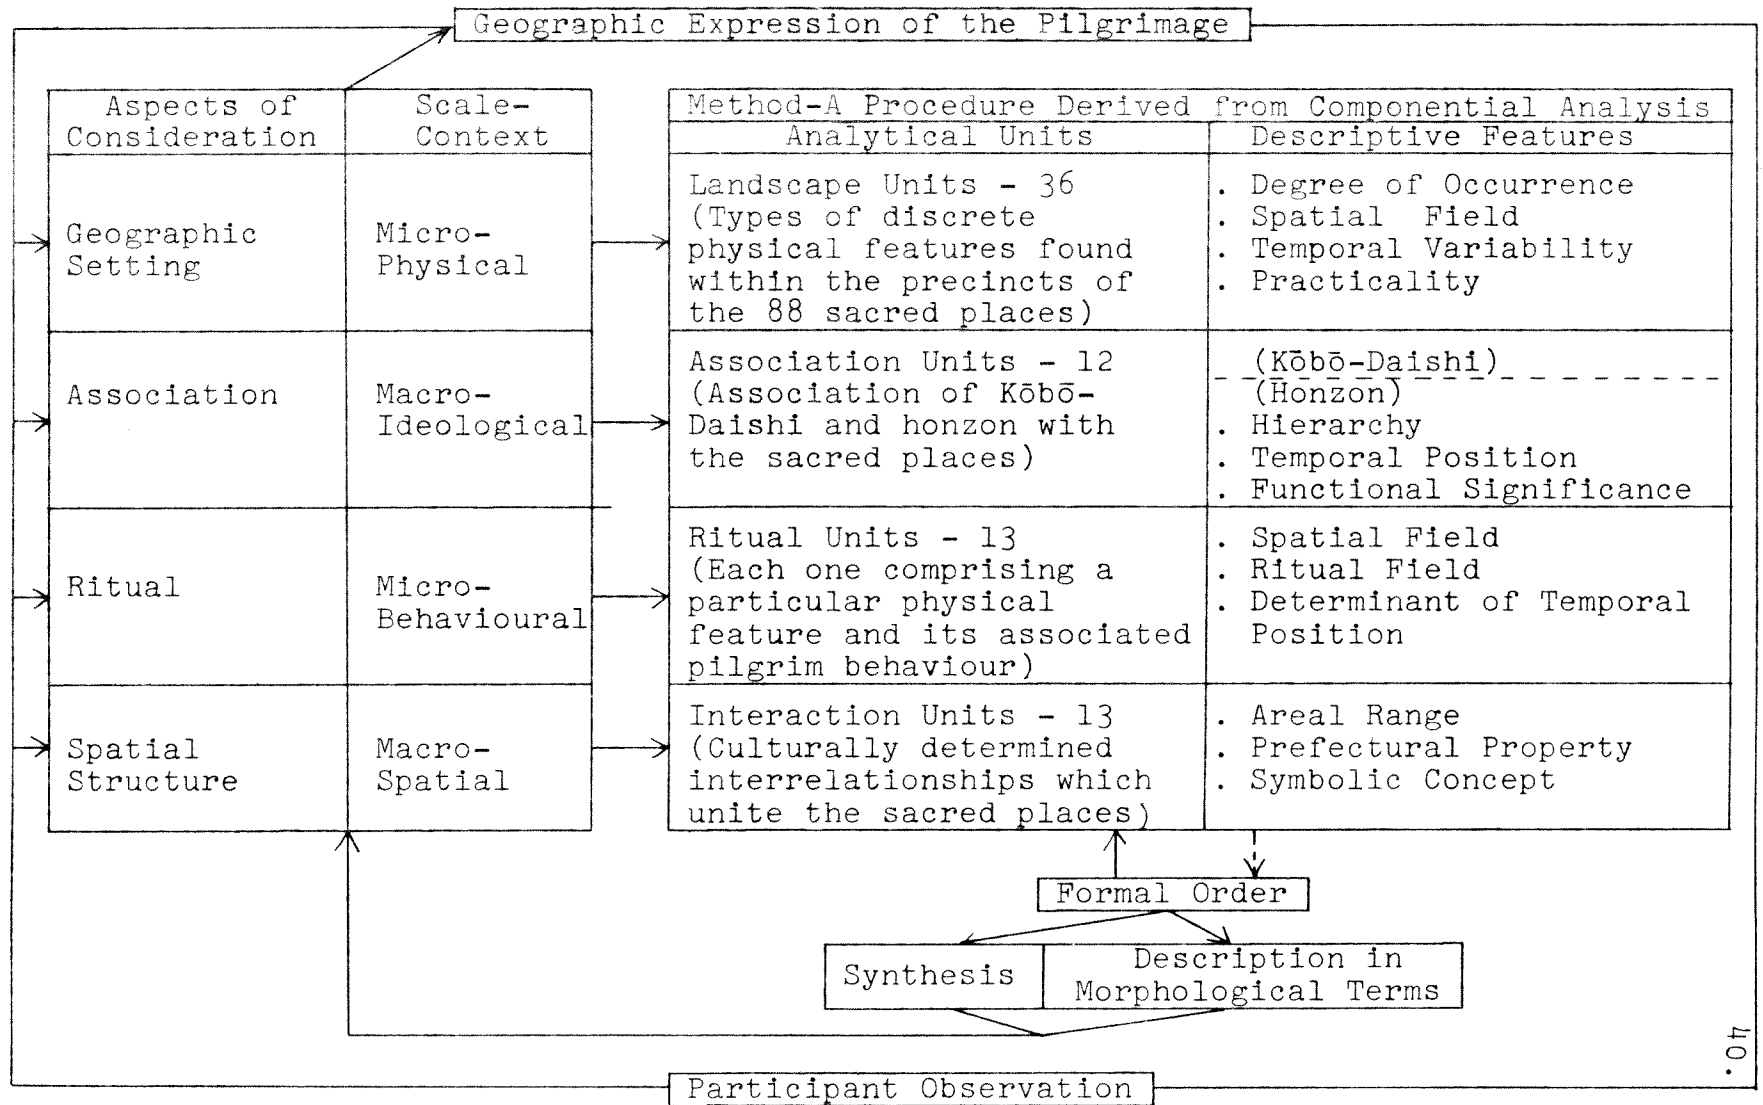 Geographic Expression of the Pilgrimage
Aspects of
Consideration
Scale-
Context
Method-A Procedure Derived from Componential Analysis
Analytical Units
Descriptive Features
Geographic
Setting
Micro-
Physical
Landscape Units - 36
(Types of discrete
physical features found
within the precincts of
the 88 sacred places)
. Degree of Occurrence
. Spatial Field
. Temporal Variability
. Practicality
Association
Macro-
Ideological
Association Units - 12
(Association of Kōbō-
Daishi and honzon with
the sacred places)
(Kōbō-Daishi)
(Honzon)
. Hierarchy
. Temporal Position
. Functional Significance
Ritual
Micro-
Behavioural
Ritual Units - 13
(Each one comprising a
particular physical
feature and its associated
pilgrim behaviour)
. Spatial Field
. Ritual Field
. Determinant of Temporal
Position
Spatial
Structure
Macro-
Spatial
Interaction Units - 13
(Culturally determined
interrelationships which
unite the sacred places)
. Areal Range
. Prefectural Property
. Symbolic Concept
Formal Order
Synthesis
Description in
Morphological Terms
Participant Observation
40.